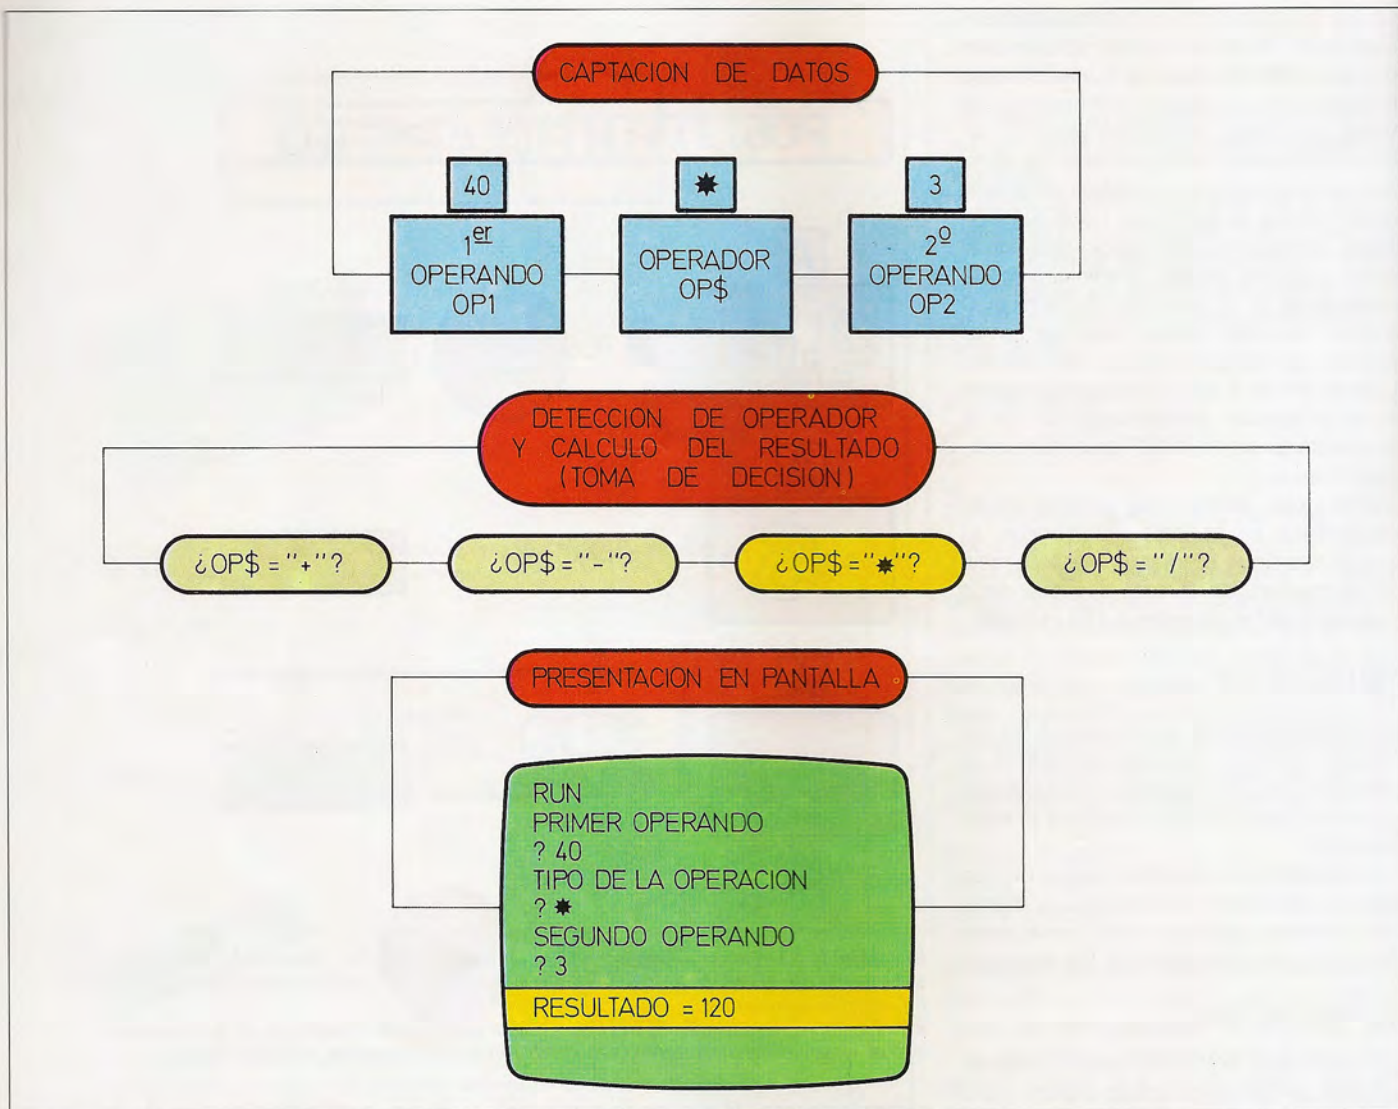 CAPTACION DE DATOS
40
✷
3
1er
OPERANDO
OP1
OPERADOR
OP$
2º
OPERANDO
OP2
DETECCION DE OPERADOR
Y CALCULO DEL RESULTADO
(TOMA DE DECISION)
¿OP$ = "+"?
¿OP$ = "-"?
¿OP$ = "✷"?
¿OP$ = "/"?
PRESENTACION EN PANTALLA
RUN
PRIMER OPERANDO
? 40
TIPO DE LA OPERACION
? ✷
SEGUNDO OPERANDO
? 3
RESULTADO = 120